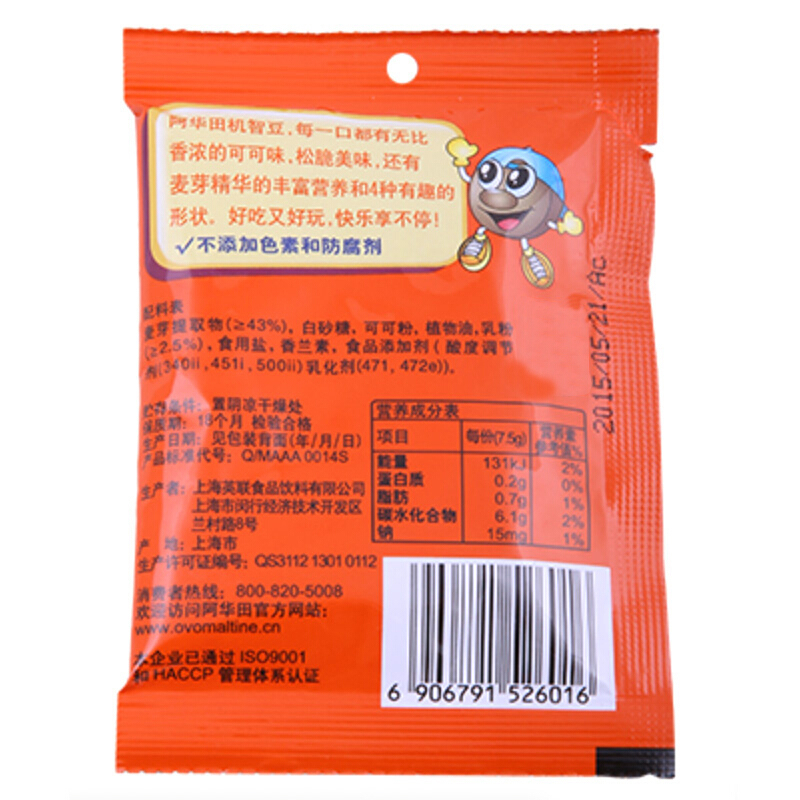 阿华田机智豆,每一口都有无比
香浓的可可味,松脆美味,还有
麦芽精华的丰富营养和4种有趣的
形状。好吃又好玩,快乐享不停!
✓不添加色素和防腐剂
配料表
麦芽提取物(≥43%),白砂糖,可可粉,植物油,乳粉
(≥2.5%),食用盐,香兰素,食品添加剂(酸度调节
剂(340ii,451i,500ii)乳化剂(471,472e))。
贮存条件:置阴凉干燥处
保质期:18个月 检验合格
生产日期:见包装背面(年/月/日)
产品标准代号:Q/MAAA 0014S
生产者:上海英联食品饮料有限公司
上海市闵行经济技术开发区
兰村路8号
产 地:上海市
生产许可证编号:QS3112 1301 0112
消费者热线:800-820-5008
欢迎访问阿华田官方网站:
www.ovomaltine.cn
本企业已通过 ISO9001
和 HACCP 管理体系认证
营养成分表
项目 每份(7.5g) 营养素参考值%
能量 131kJ 2%
蛋白质 0.2g 0%
脂肪 0.7g 1%
碳水化合物 6.1g 2%
钠 15mg 1%
2015/05/21/Ac
6 906791 526016